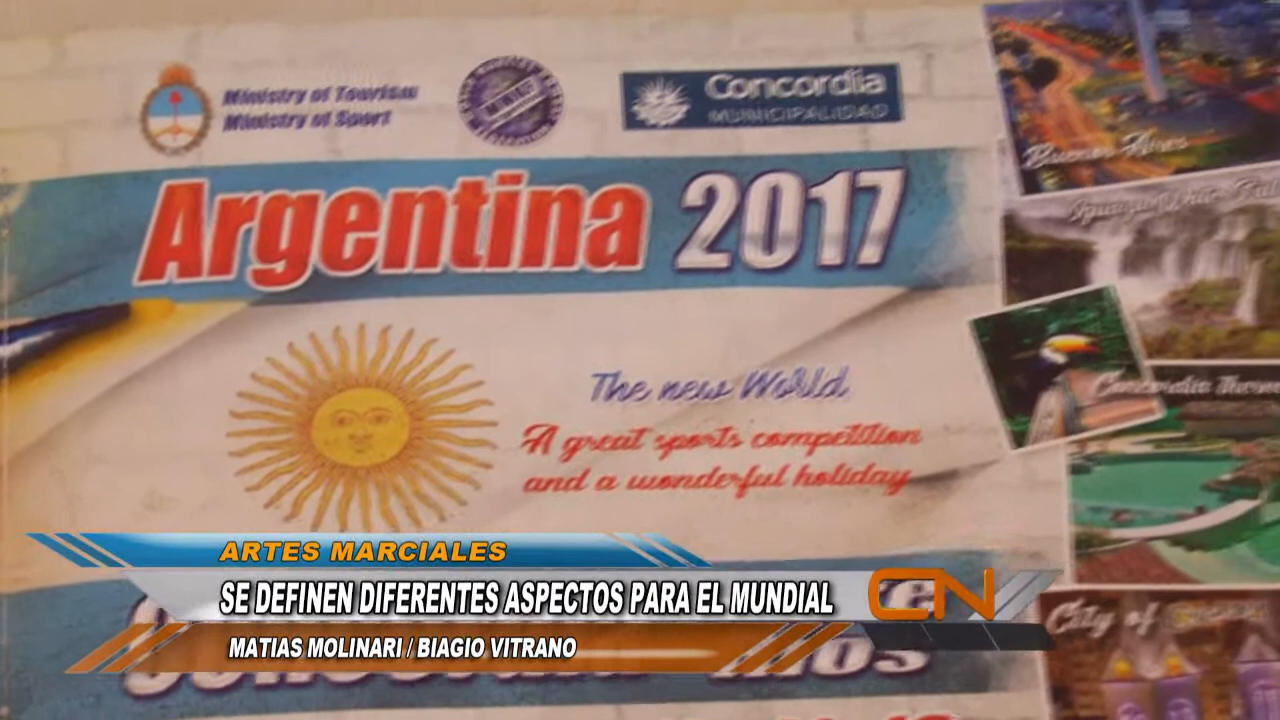 Ministry of Tourism
Ministry of Sport
Concordia
MUNICIPALIDAD
Argentina 2017
Buenos Aires
The new World
A great sports competition
and a wonderful holiday
ARTES MARCIALES
SE DEFINEN DIFERENTES ASPECTOS PARA EL MUNDIAL
CN
MATIAS MOLINARI / BIAGIO VITRANO
City of